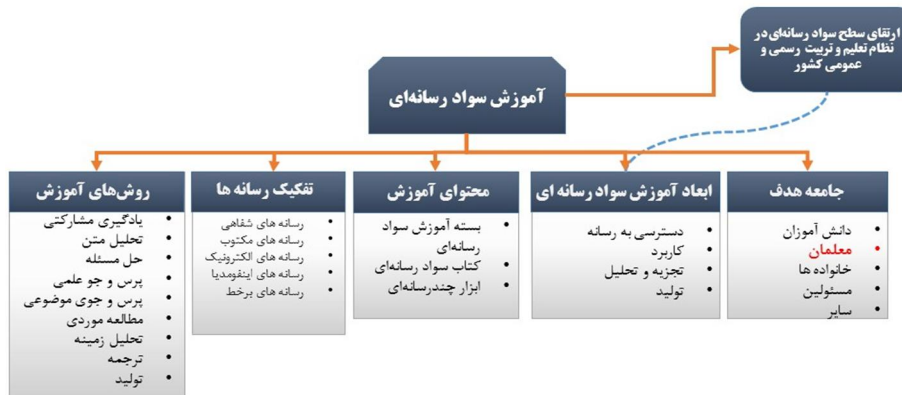 ارتقای سطح سواد رسانه‌ای در
نظام تعلیم و تربیت رسمی و
عمومی کشور
آموزش سواد رسانه‌ای
جامعه هدف
دانش آموزان
معلمان
خانواده ها
مسئولین
سایر
ابعاد آموزش سواد رسانه ای
دسترسی به رسانه
کاربرد
تجزیه و تحلیل
تولید
محتوای آموزش
بسته آموزش سواد
رسانه‌ای
کتاب سواد رسانه‌ای
ابزار چندرسانه‌ای
تفکیک رسانه ها
رسانه های شفاهی
رسانه های مکتوب
رسانه های الکترونیک
رسانه های اینفومدیا
رسانه های برخط
روش‌های آموزش
یادگیری مشارکتی
تحلیل متن
حل مسئله
پرس و جو علمی
پرس و جوی موضوعی
مطالعه موردی
تحلیل زمینه
ترجمه
تولید